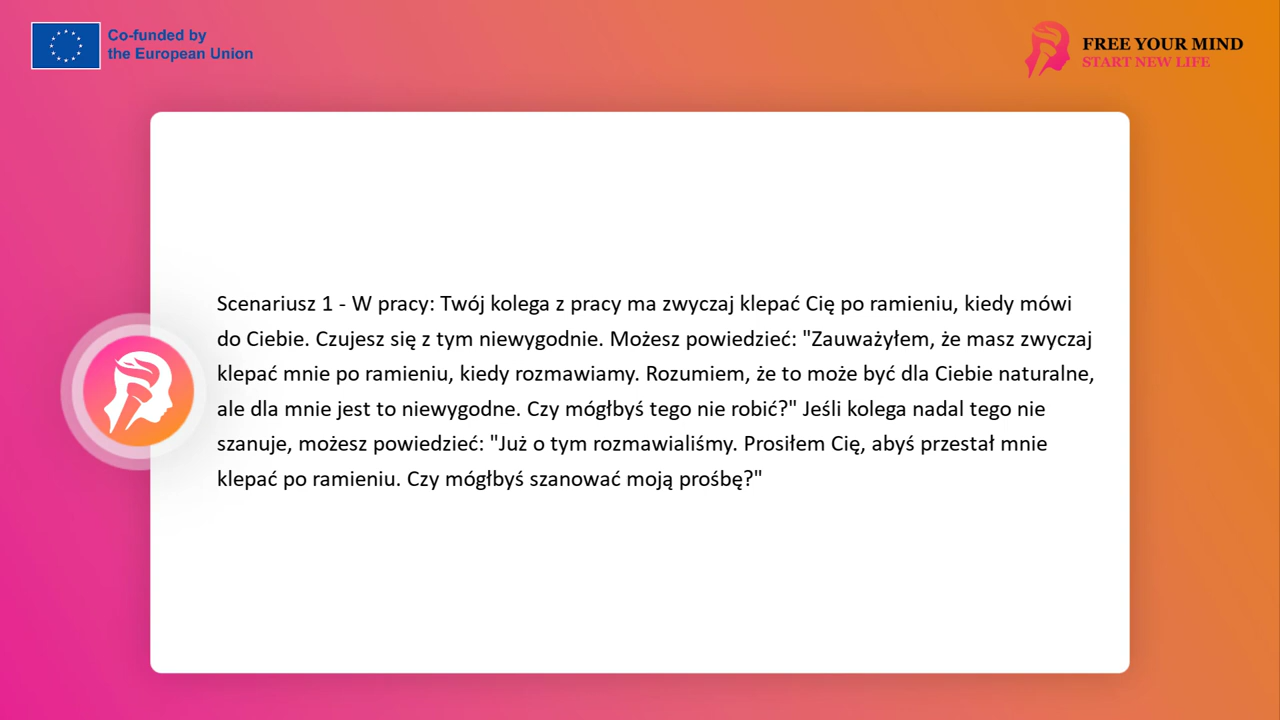 Co-funded by
the European Union
FREE YOUR MIND
START NEW LIFE
Scenariusz 1 - W pracy: Twój kolega z pracy ma zwyczaj klepać Cię po ramieniu, kiedy mówi
do Ciebie. Czujesz się z tym niewygodnie. Możesz powiedzieć: "Zauważyłem, że masz zwyczaj
klepać mnie po ramieniu, kiedy rozmawiamy. Rozumiem, że to może być dla Ciebie naturalne,
ale dla mnie jest to niewygodne. Czy mógłbyś tego nie robić?" Jeśli kolega nadal tego nie
szanuje, możesz powiedzieć: "Już o tym rozmawialiśmy. Prosiłem Cię, abyś przestał mnie
klepać po ramieniu. Czy mógłbyś szanować moją prośbę?"